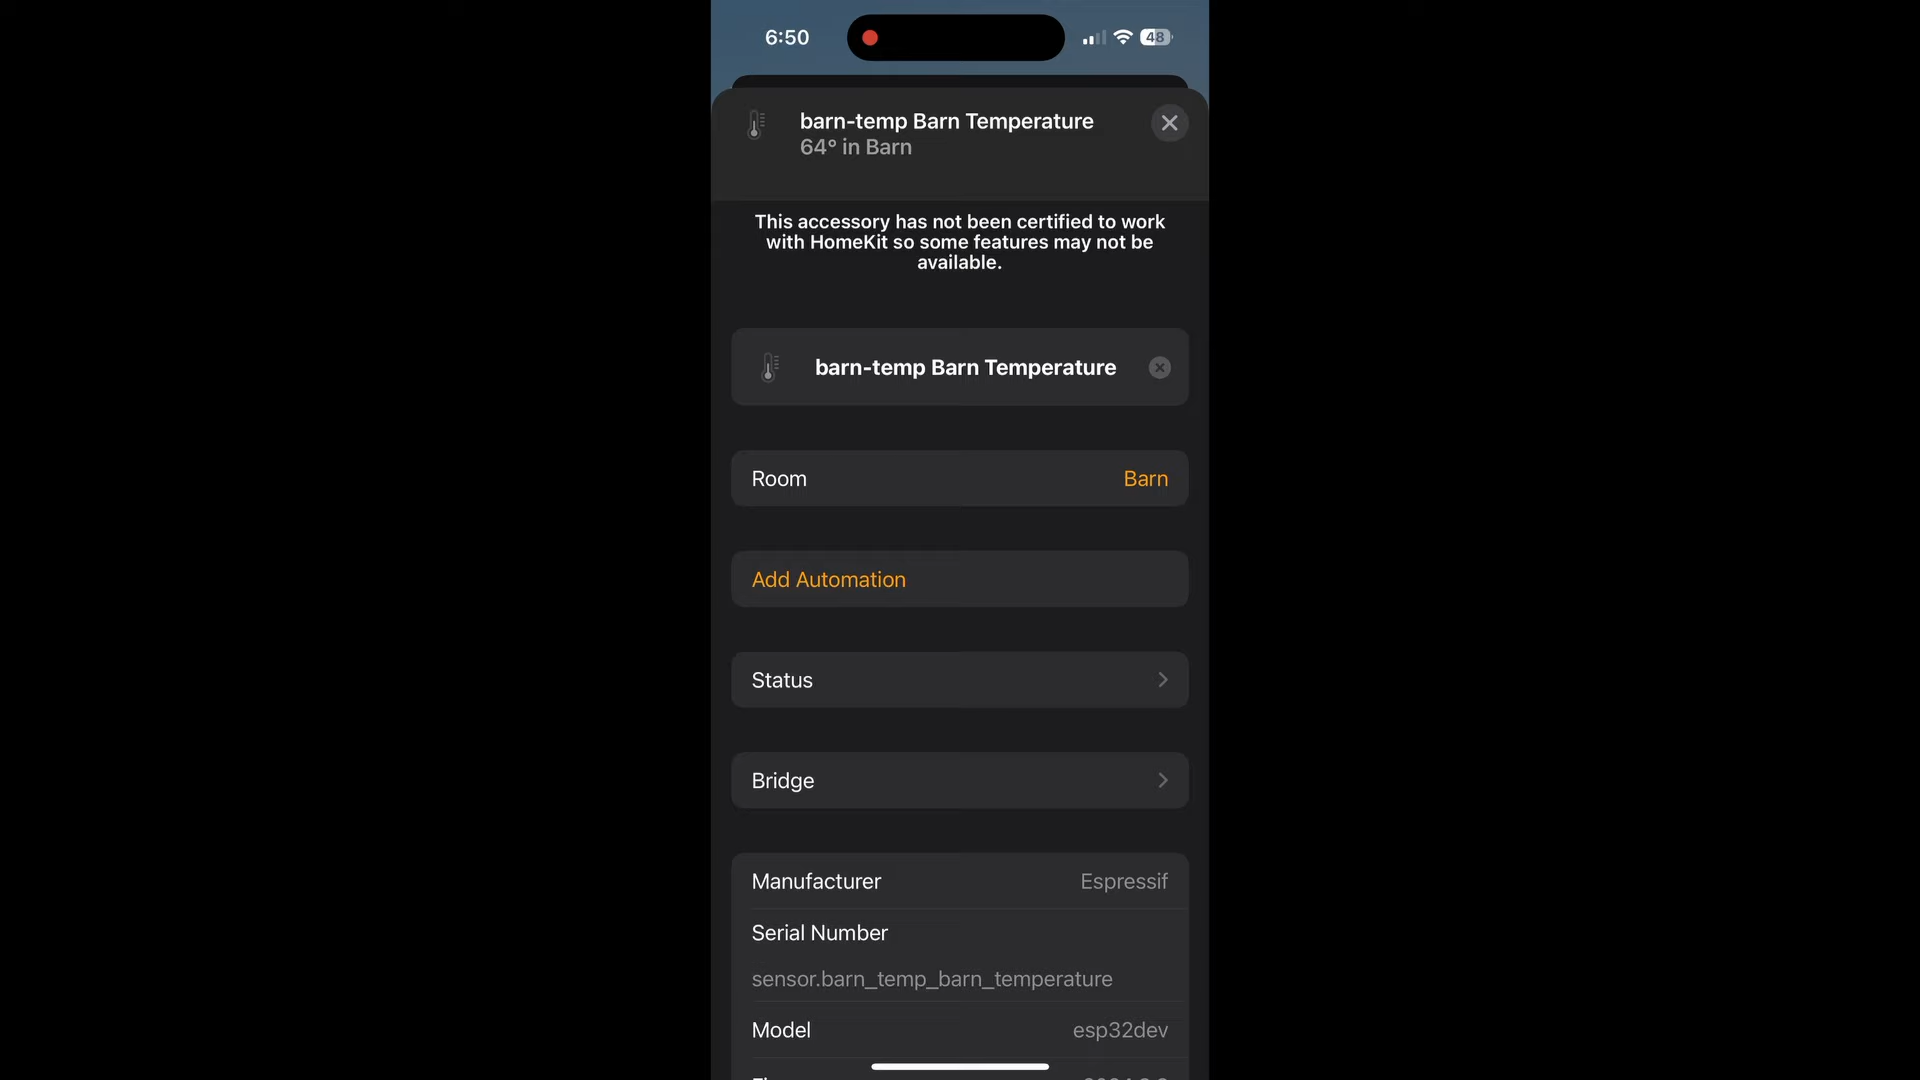 6:50
48
barn-temp Barn Temperature
64° in Barn
This accessory has not been certified to work
with HomeKit so some features may not be
available.
barn-temp Barn Temperature
Room Barn
Add Automation
Status
Bridge
Manufacturer Espressif
Serial Number
sensor.barn_temp_barn_temperature
Model esp32dev